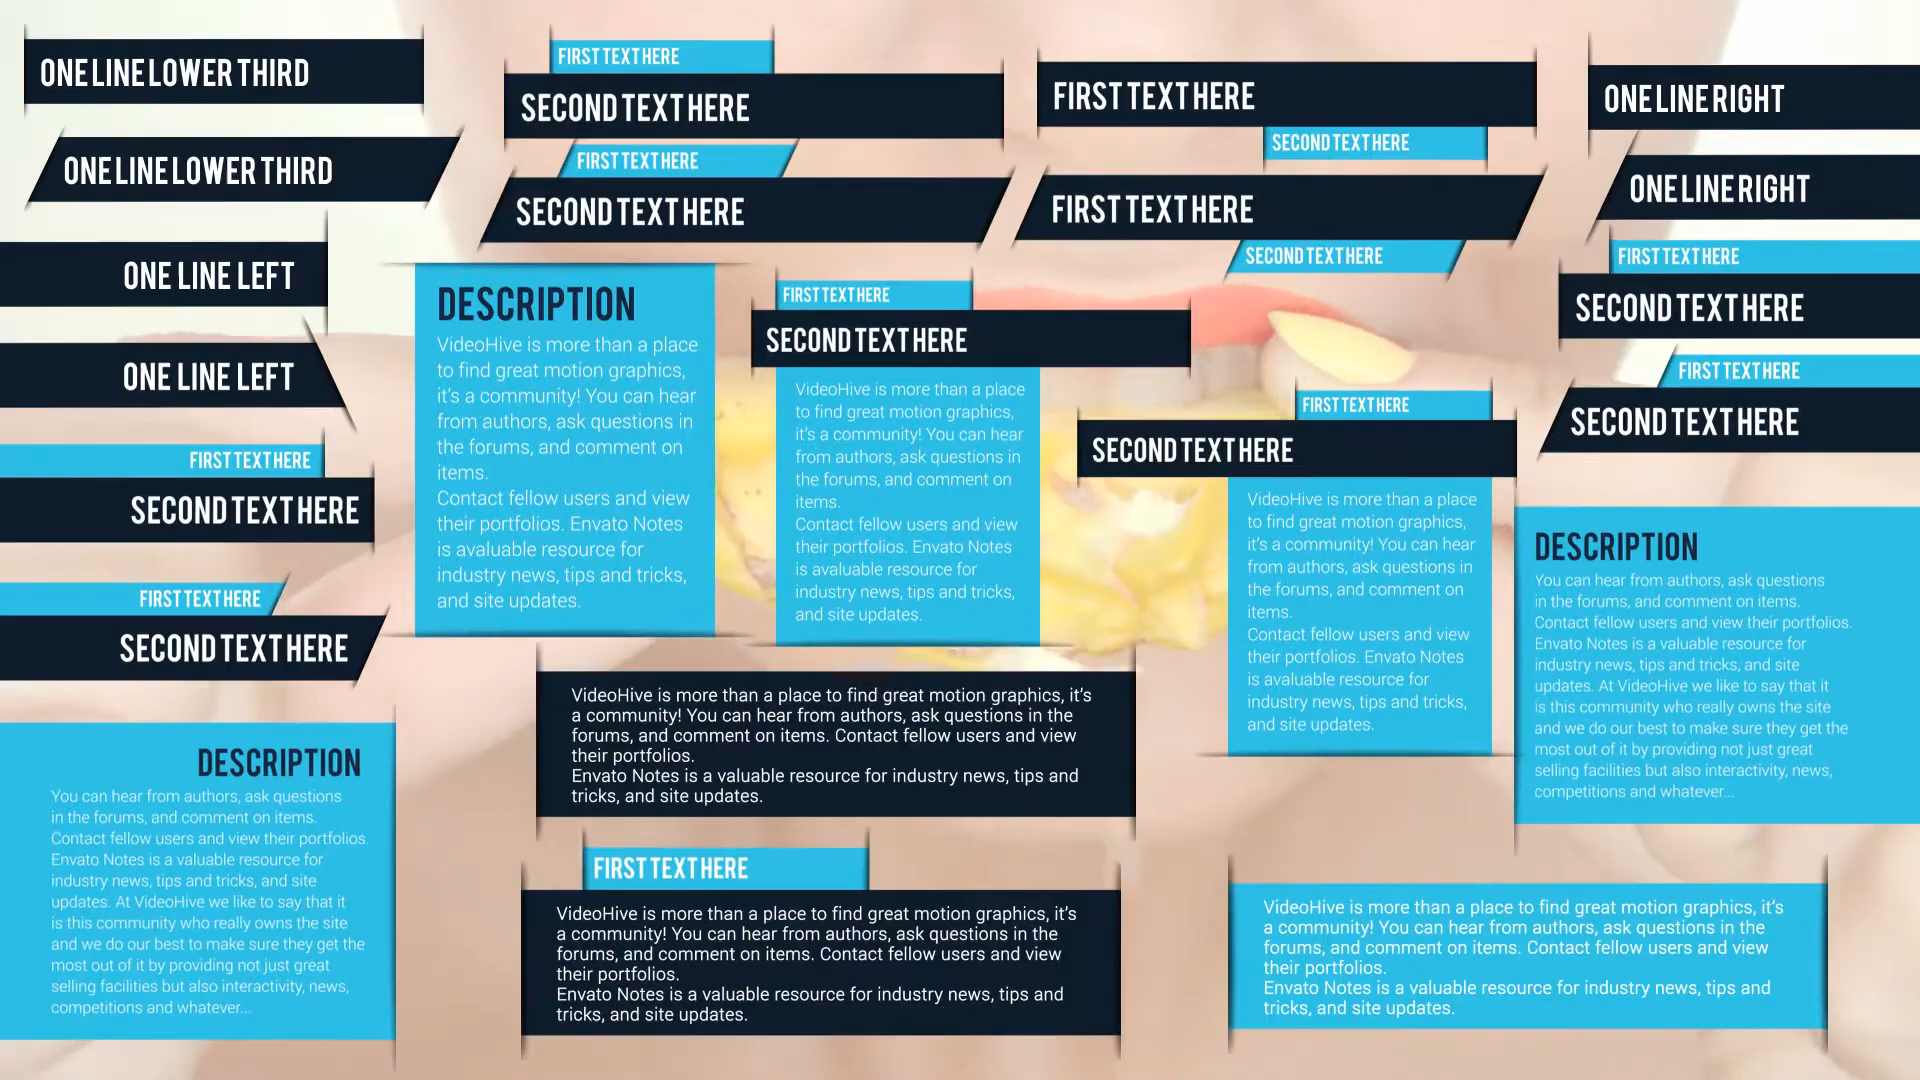 ONE LINE LOWER THIRD
ONE LINE LOWER THIRD
ONE LINE LEFT
ONE LINE LEFT
FIRST TEXT HERE
SECOND TEXT HERE
FIRST TEXT HERE
SECOND TEXT HERE
DESCRIPTION
You can hear from authors, ask questions
in the forums, and comment on items.
Contact fellow users and view their portfolios.
Envato Notes is a valuable resource for
industry news, tips and tricks, and site
updates. At VideoHive we like to say that it
is this community who really owns the site
and we do our best to make sure they get the
most out of it by providing not just great
selling facilities but also interactivity, news,
competitions and whatever...
FIRST TEXT HERE
SECOND TEXT HERE
FIRST TEXT HERE
SECOND TEXT HERE
DESCRIPTION
VideoHive is more than a place
to find great motion graphics,
it's a community! You can hear
from authors, ask questions in
the forums, and comment on
items.
Contact fellow users and view
their portfolios. Envato Notes
is avaluable resource for
industry news, tips and tricks,
and site updates.
FIRST TEXT HERE
SECOND TEXT HERE
VideoHive is more than a place
to find great motion graphics,
it's a community! You can hear
from authors, ask questions in
the forums, and comment on
items.
Contact fellow users and view
their portfolios. Envato Notes
is avaluable resource for
industry news, tips and tricks,
and site updates.
VideoHive is more than a place to find great motion graphics, it's
a community! You can hear from authors, ask questions in the
forums, and comment on items. Contact fellow users and view
their portfolios.
Envato Notes is a valuable resource for industry news, tips and
tricks, and site updates.
FIRST TEXT HERE
VideoHive is more than a place to find great motion graphics, it's
a community! You can hear from authors, ask questions in the
forums, and comment on items. Contact fellow users and view
their portfolios.
Envato Notes is a valuable resource for industry news, tips and
tricks, and site updates.
FIRST TEXT HERE
SECOND TEXT HERE
FIRST TEXT HERE
SECOND TEXT HERE
FIRST TEXT HERE
SECOND TEXT HERE
VideoHive is more than a place
to find great motion graphics,
it's a community! You can hear
from authors, ask questions in
the forums, and comment on
items.
Contact fellow users and view
their portfolios. Envato Notes
is avaluable resource for
industry news, tips and tricks,
and site updates.
ONE LINE RIGHT
ONE LINE RIGHT
FIRST TEXT HERE
SECOND TEXT HERE
FIRST TEXT HERE
SECOND TEXT HERE
DESCRIPTION
You can hear from authors, ask questions
in the forums, and comment on items.
Contact fellow users and view their portfolios.
Envato Notes is a valuable resource for
industry news, tips and tricks, and site
updates. At VideoHive we like to say that it
is this community who really owns the site
and we do our best to make sure they get the
most out of it by providing not just great
selling facilities but also interactivity, news,
competitions and whatever...
VideoHive is more than a place to find great motion graphics, it's
a community! You can hear from authors, ask questions in the
forums, and comment on items. Contact fellow users and view
their portfolios.
Envato Notes is a valuable resource for industry news, tips and
tricks, and site updates.